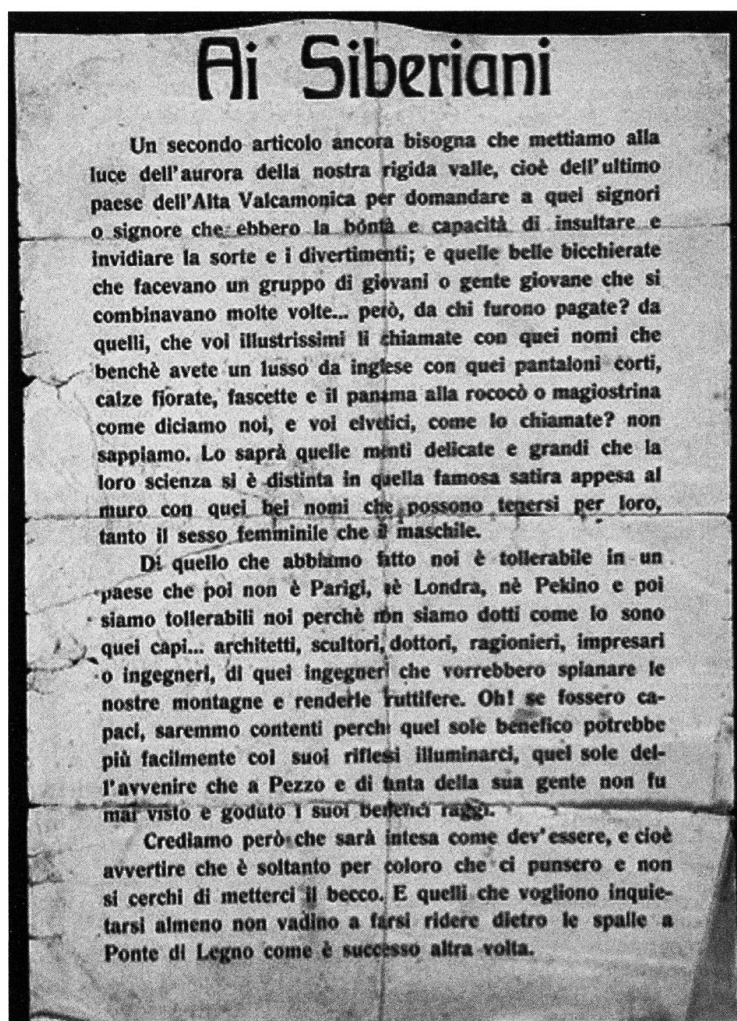 Ai Siberiani
Un secondo articolo ancora bisogna che mettiamo alla
luce dell'aurora della nostra rigida valle, cioè dell'ultimo
paese dell'Alta Valcamonica per domandare a quei signori
o signore che ebbero la bontà e capacità di insultare e
invidiare la sorte e i divertimenti; e quelle belle bicchierate
che facevano un gruppo di giovani o gente giovane che si
combinavano molte volte... però, da chi furono pagate? da
quelli, che voi illustrissimi li chiamate con quei nomi che
benchè avete un lusso da inglese con quei pantaloni corti,
calze fiorate, fascette e il panama alla rococò o magiostrina
come diciamo noi, e voi elvetici, come lo chiamate? non
sappiamo. Lo saprà quelle menti delicate e grandi che la
loro scienza si è distinta in quella famosa satira appesa al
muro con quei bei nomi che possono tenersi per loro,
tanto il sesso femminile che il maschile.
Di quello che abbiamo fatto noi è tollerabile in un
paese che poi non è Parigi, nè Londra, nè Pekino e poi
siamo tollerabili noi perchè non siamo dotti come lo sono
quei capi... architetti, scultori, dottori, ragionieri, impresari
o ingegneri, di quei ingegneri che vorrebbero spianare le
nostre montagne e renderle fruttifere. Oh! se fossero ca-
paci, saremmo contenti perchè quel sole benefico potrebbe
più facilmente coi suoi riflessi illuminarci, quel sole del-
l'avvenire che a Pezzo e di tanta della sua gente non fu
mai visto e goduto i suoi benefici raggi.
Crediamo però che sarà intesa come dev'essere, e cioè
avvertire che è soltanto per coloro che ci punsero e non
si cerchi di metterci il becco. E quelli che vogliono inquie-
tarsi almeno non vadino a farsi ridere dietro le spalle a
Ponte di Legno come è successo altra volta.